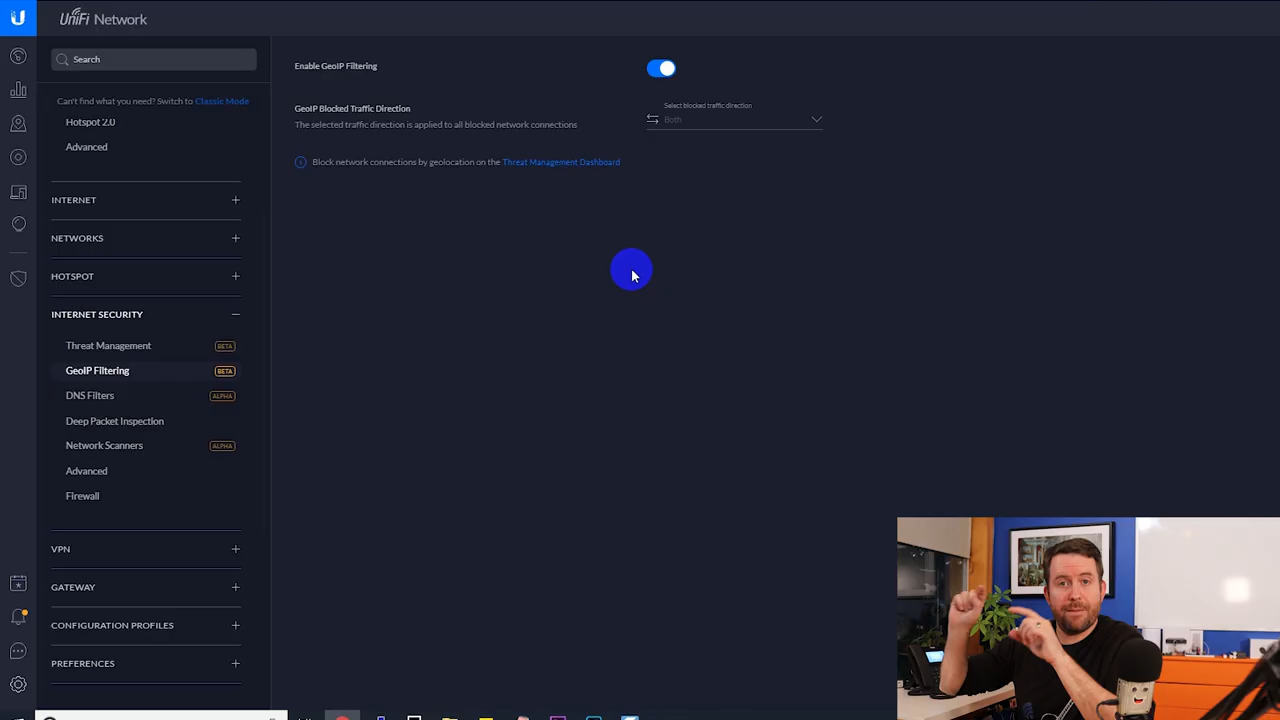 UniFi Network
Search
Can't find what you need? Switch to Classic Mode
Hotspot 2.0
Advanced
INTERNET
NETWORKS
HOTSPOT
INTERNET SECURITY
Threat Management BETA
GeoIP Filtering BETA
DNS Filters ALPHA
Deep Packet Inspection
Network Scanners ALPHA
Advanced
Firewall
VPN
GATEWAY
CONFIGURATION PROFILES
PREFERENCES
Enable GeoIP Filtering
GeoIP Blocked Traffic Direction
The selected traffic direction is applied to all blocked network connections
Select blocked traffic direction
Both
Block network connections by geolocation on the Threat Management Dashboard